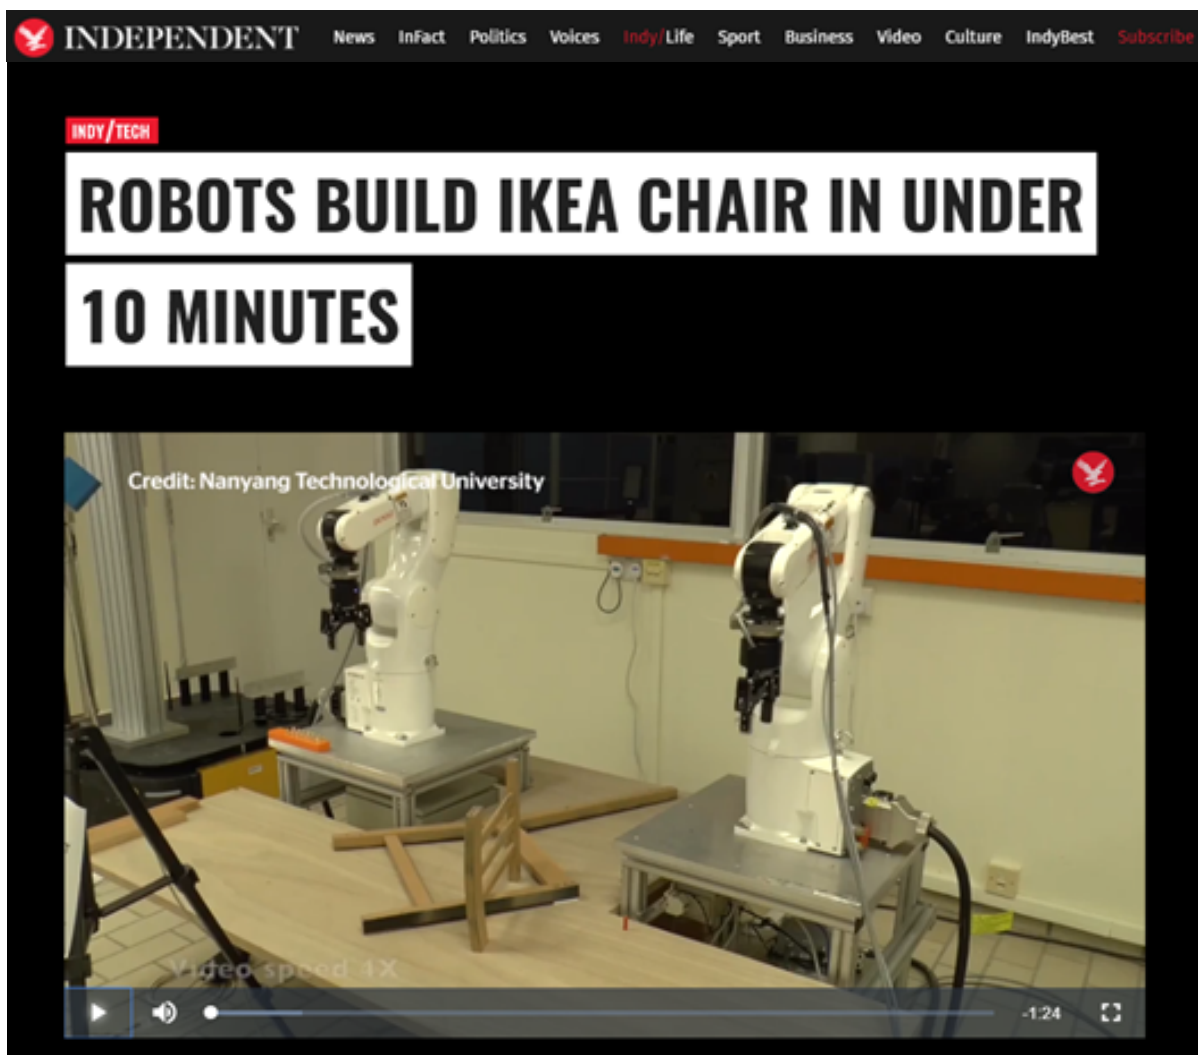 INDEPENDENT News InFact Politics Voices Indy/Life Sport Business Video Culture IndyBest Subscribe
INDY/TECH
ROBOTS BUILD IKEA CHAIR IN UNDER
10 MINUTES
Credit: Nanyang Technological University
Video speed 4X
-1:24